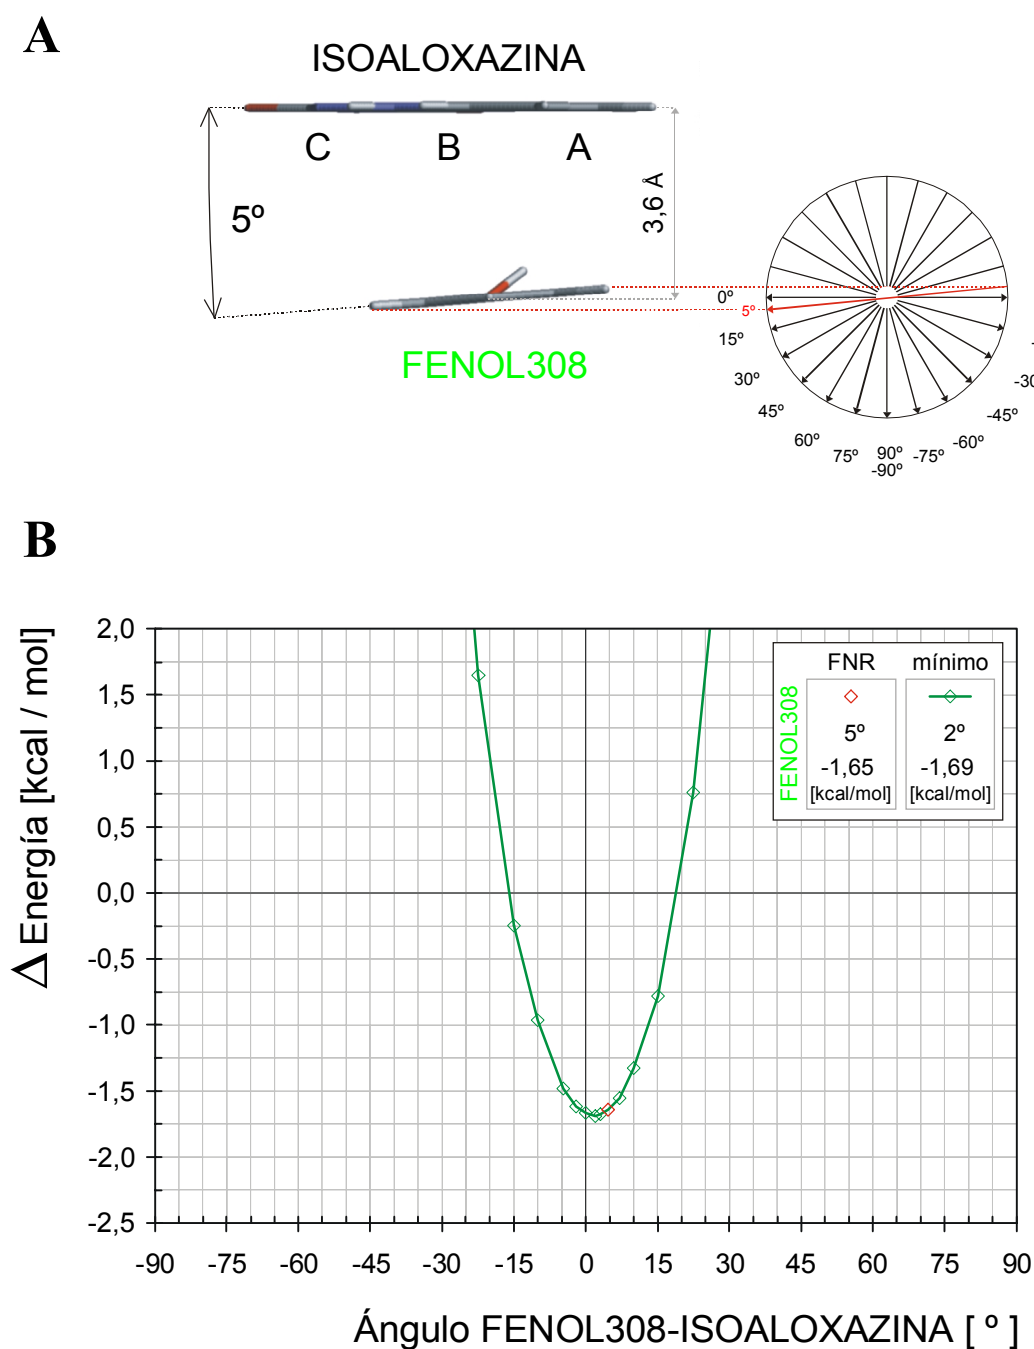 A
ISOALOXAZINA
C B A
5º
3,6 Å
FENOL308
0º
5º
15º
30º
45º
60º
75º
90º
-90º
-75º
-60º
-45º
-30
-
B
Δ Energía [kcal / mol]
2,0
1,5
1,0
0,5
0,0
-0,5
-1,0
-1,5
-2,0
-2,5
-90 -75 -60 -45 -30 -15 0 15 30 45 60 75 90
Ángulo FENOL308-ISOALOXAZINA [ º ]
FENOL308
FNR mínimo
5º 2º
-1,65 -1,69
[kcal/mol] [kcal/mol]